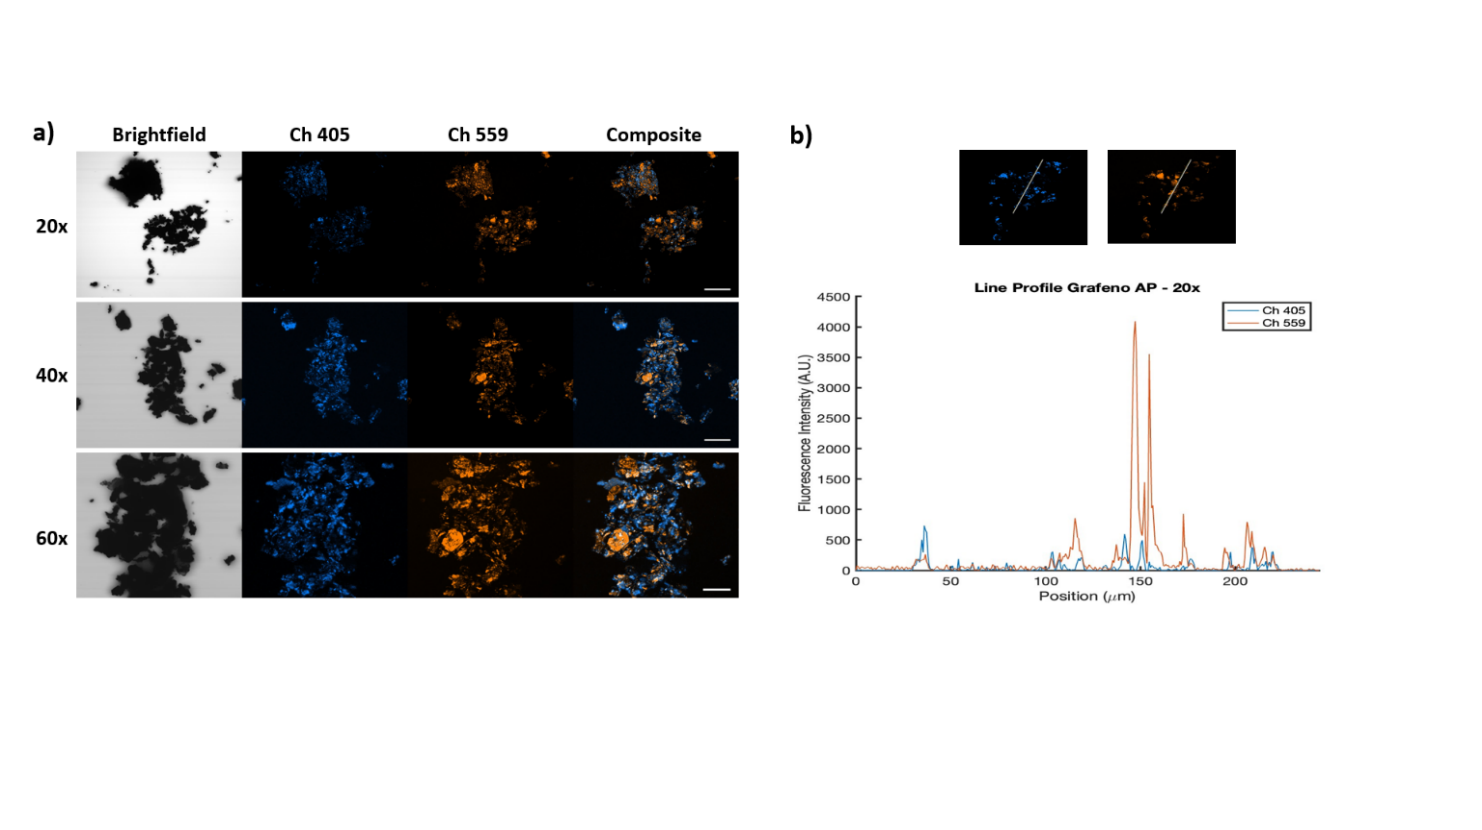 a)
Brightfield
Ch 405
Ch 559
Composite
20x
40x
60x
b)
Line Profile Grafeno AP - 20x
Ch 405
Ch 559
Fluorescence Intensity (A.U.)
4500
4000
3500
3000
2500
2000
1500
1000
500
0
0
50
100
150
200
Position (μm)